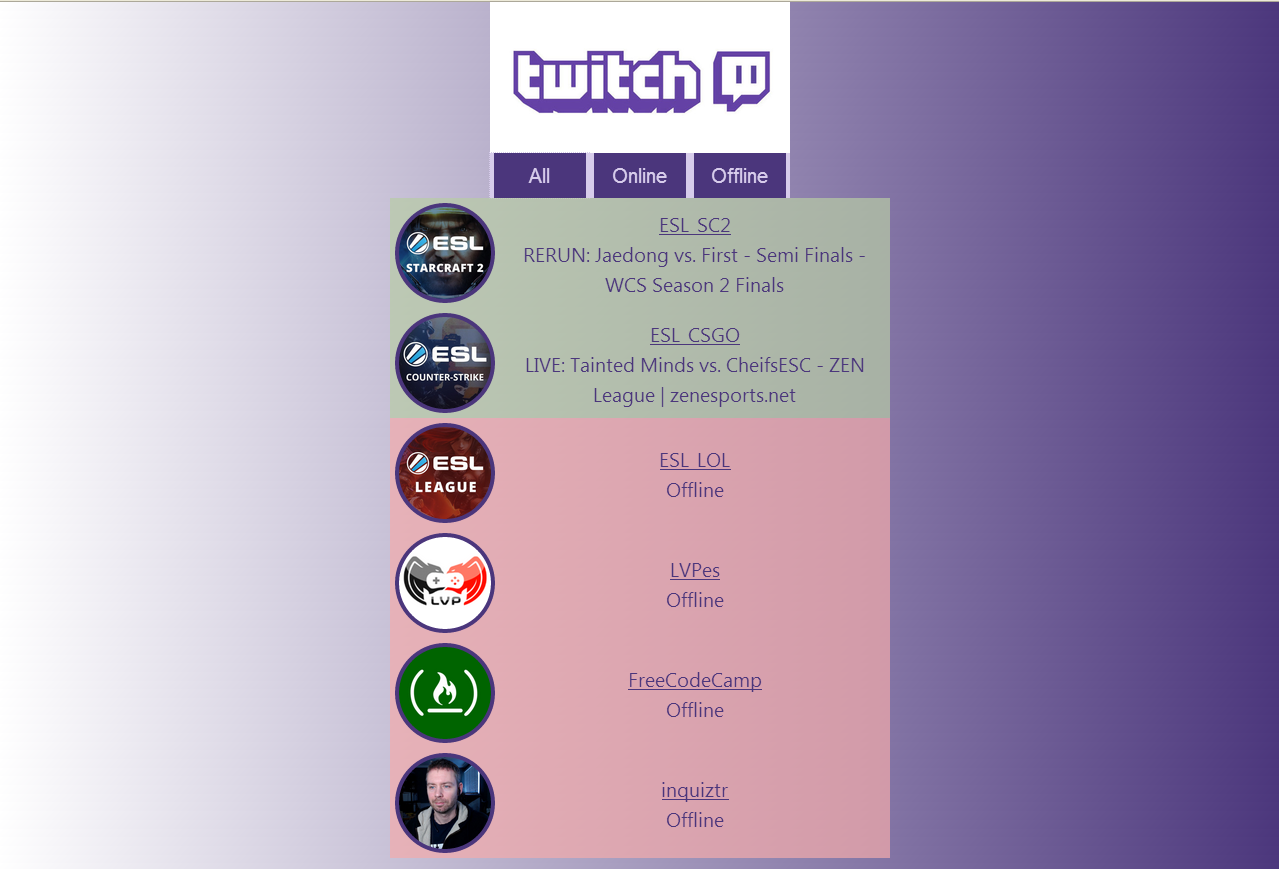 twitch
All Online Offline
ESL STARCRAFT 2
ESL_SC2
RERUN: Jaedong vs. First - Semi Finals -
WCS Season 2 Finals
ESL COUNTER-STRIKE
ESL_CSGO
LIVE: Tainted Minds vs. CheifsESC - ZEN
League | zenesports.net
ESL LEAGUE
ESL_LOL
Offline
LVP
LVPes
Offline
FreeCodeCamp
Offline
inquiztr
Offline